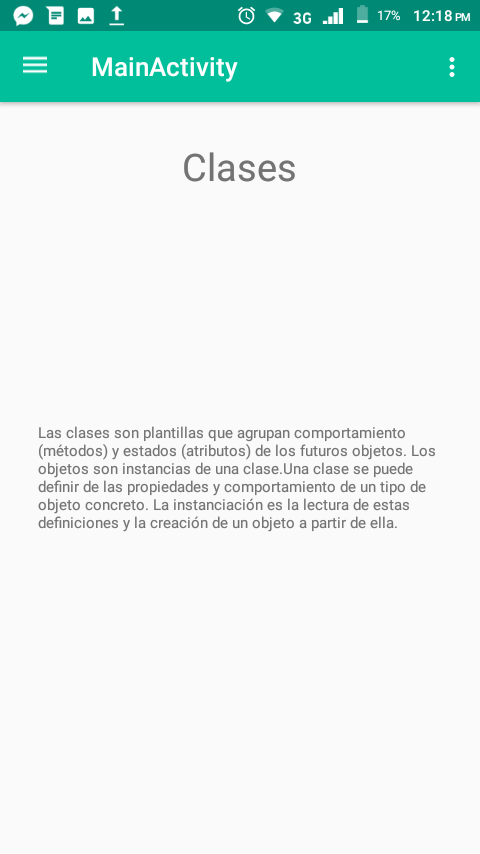 3G 17% 12:18 PM
MainActivity
Clases
Las clases son plantillas que agrupan comportamiento
(métodos) y estados (atributos) de los futuros objetos. Los
objetos son instancias de una clase.Una clase se puede
definir de las propiedades y comportamiento de un tipo de
objeto concreto. La instanciación es la lectura de estas
definiciones y la creación de un objeto a partir de ella.